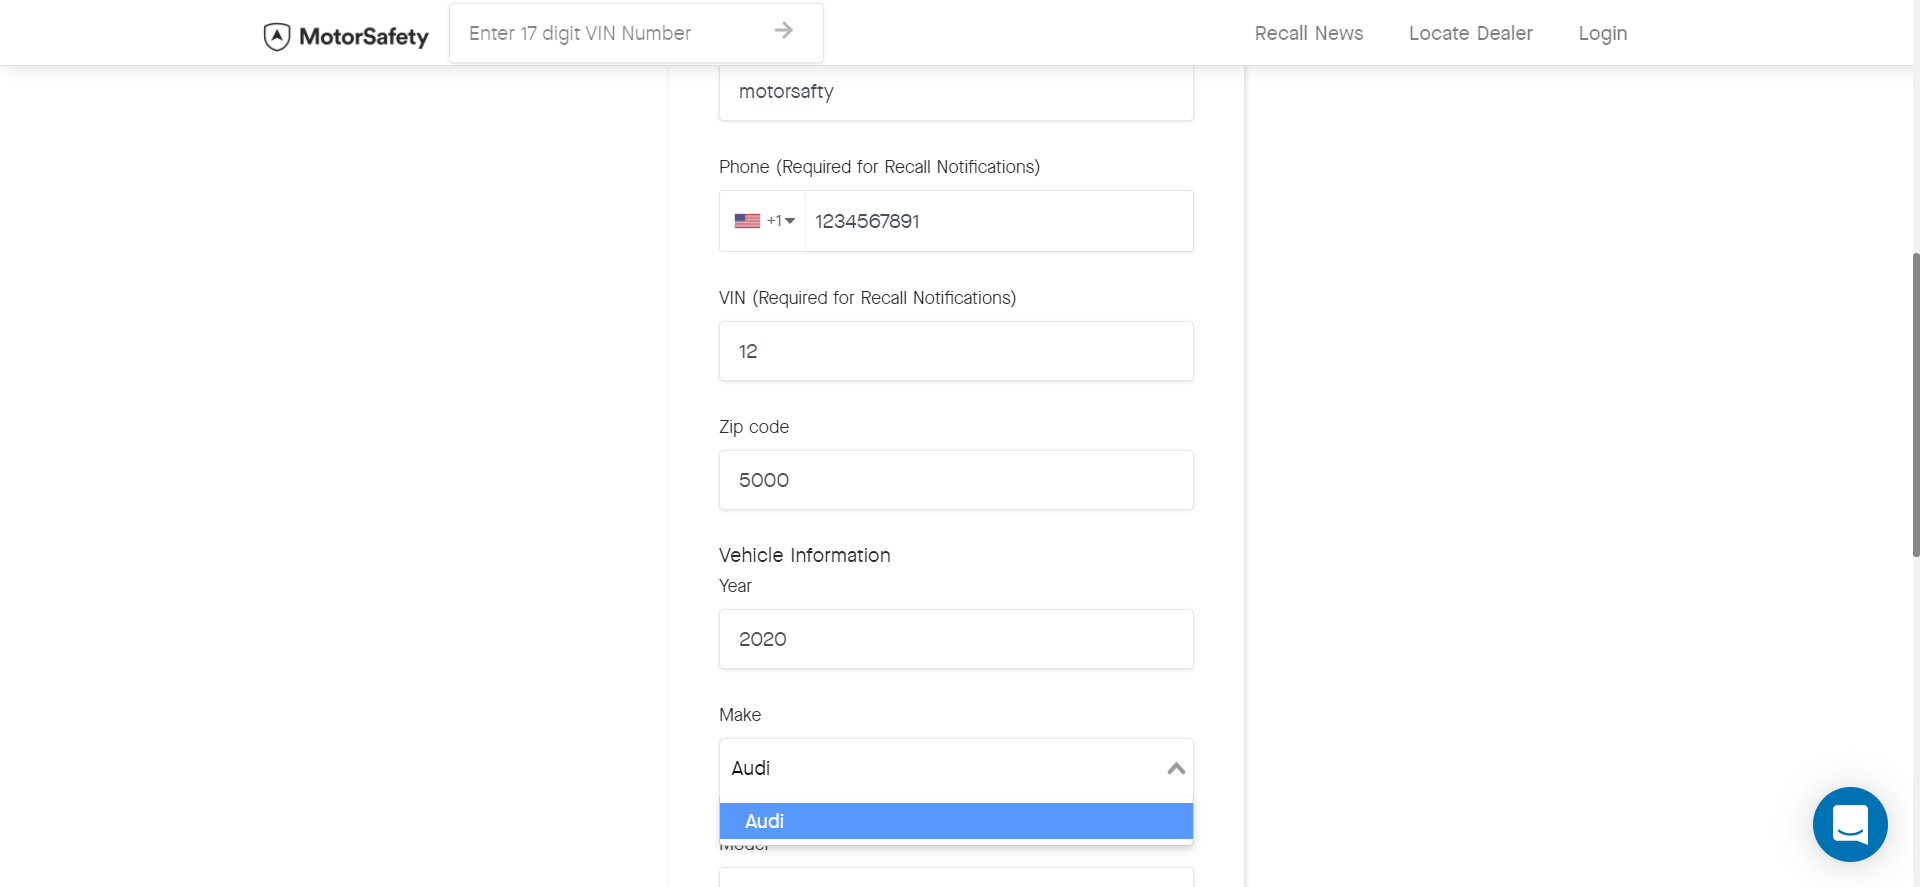 MotorSafety
Enter 17 digit VIN Number
Recall News
Locate Dealer
Login
motorsafty
Phone (Required for Recall Notifications)
+1
1234567891
VIN (Required for Recall Notifications)
12
Zip code
5000
Vehicle Information
Year
2020
Make
Audi
Audi
Model